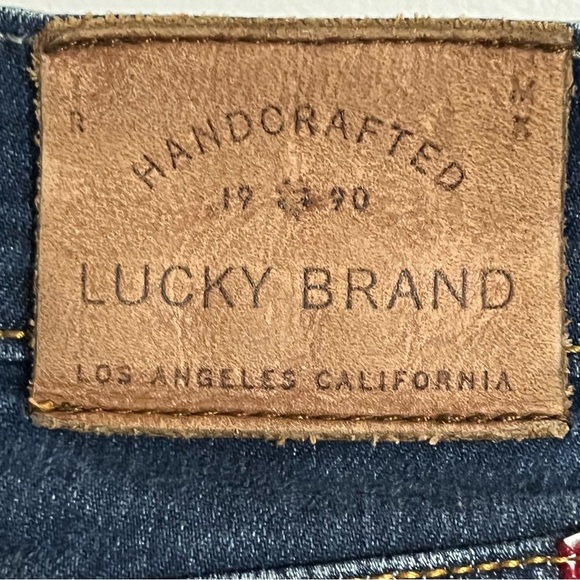 T M
R B
HANDCRAFTED
19 90
LUCKY BRAND
LOS ANGELES CALIFORNIA